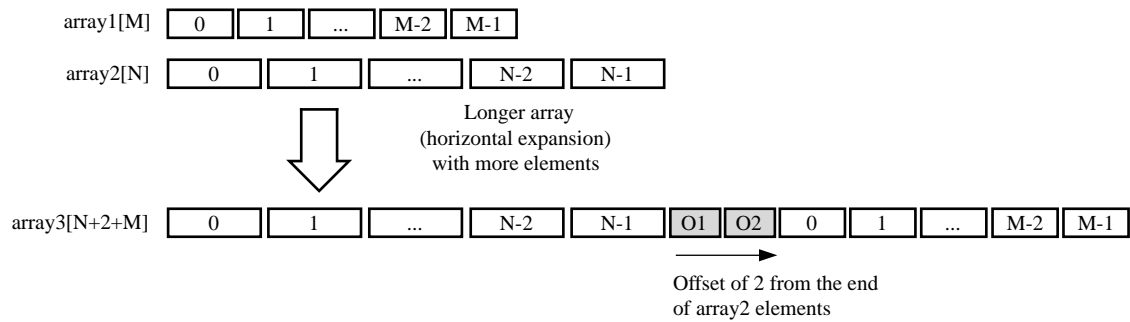 array1[M] 0 1 ... M-2 M-1
array2[N] 0 1 ... N-2 N-1
Longer array
(horizontal expansion)
with more elements
array3[N+2+M] 0 1 ... N-2 N-1 O1 O2 0 1 ... M-2 M-1
Offset of 2 from the end
of array2 elements